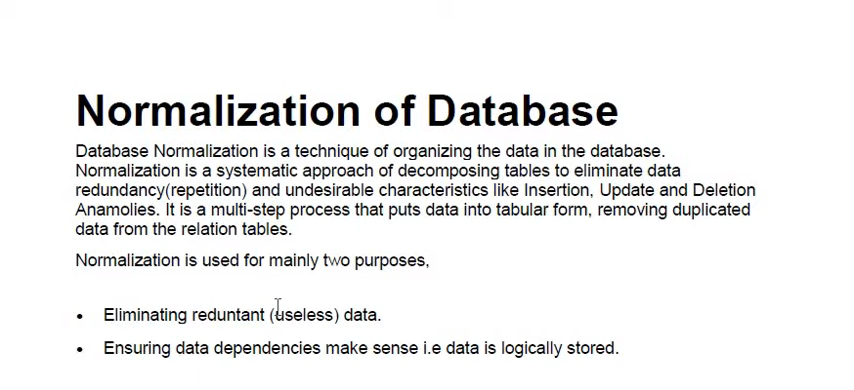 Normalization of Database
Database Normalization is a technique of organizing the data in the database.
Normalization is a systematic approach of decomposing tables to eliminate data
redundancy(repetition) and undesirable characteristics like Insertion, Update and Deletion
Anamolies. It is a multi-step process that puts data into tabular form, removing duplicated
data from the relation tables.
Normalization is used for mainly two purposes,
• Eliminating reduntant (useless) data.
• Ensuring data dependencies make sense i.e data is logically stored.